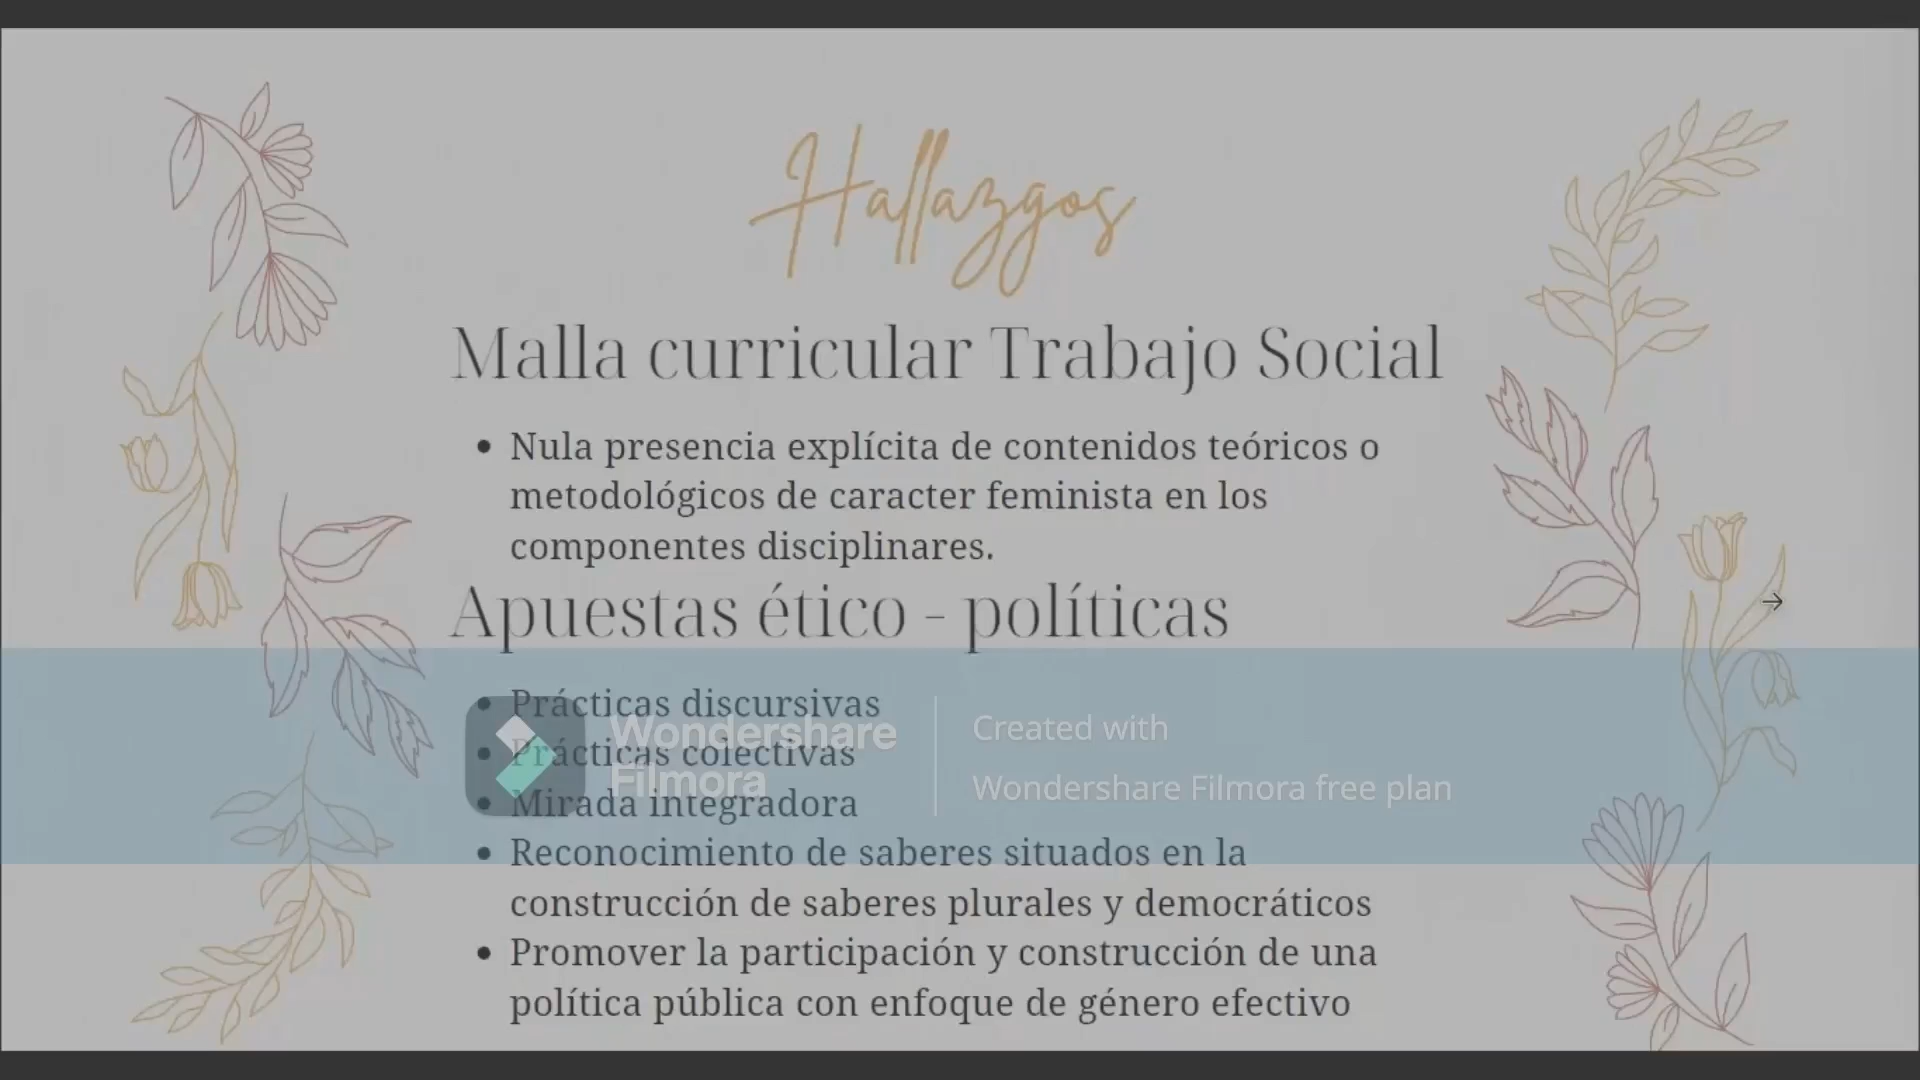 Hallazgos
Malla curricular Trabajo Social
• Nula presencia explícita de contenidos teóricos o
metodológicos de caracter feminista en los
componentes disciplinares.
Apuestas ético - políticas
• Prácticas discursivas
• Prácticas colectivas
• Mirada integradora
• Reconocimiento de saberes situados en la
construcción de saberes plurales y democráticos
• Promover la participación y construcción de una
política pública con enfoque de género efectivo
Wondershare
Filmora
Created with
Wondershare Filmora free plan